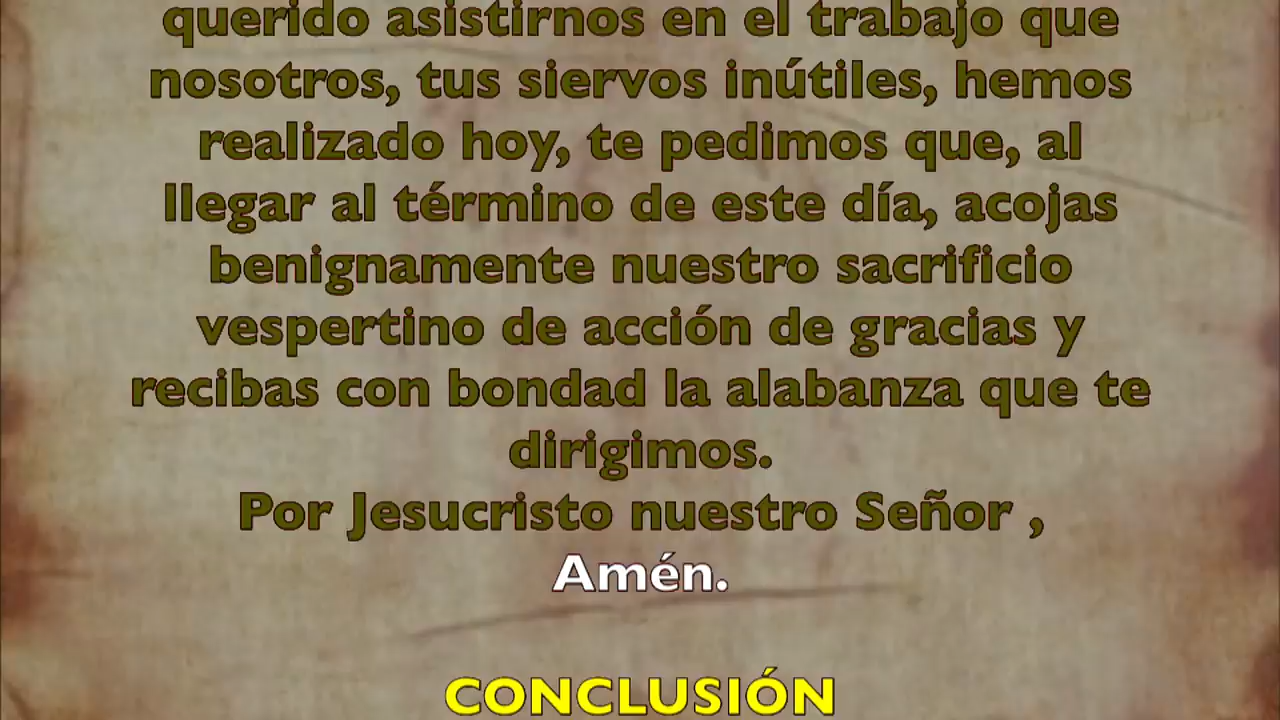 querido asistirnos en el trabajo que
nosotros, tus siervos inútiles, hemos
realizado hoy, te pedimos que, al
llegar al término de este día, acojas
benignamente nuestro sacrificio
vespertino de acción de gracias y
recibas con bondad la alabanza que te
dirigimos.
Por Jesucristo nuestro Señor ,
Amén.
CONCLUSIÓN